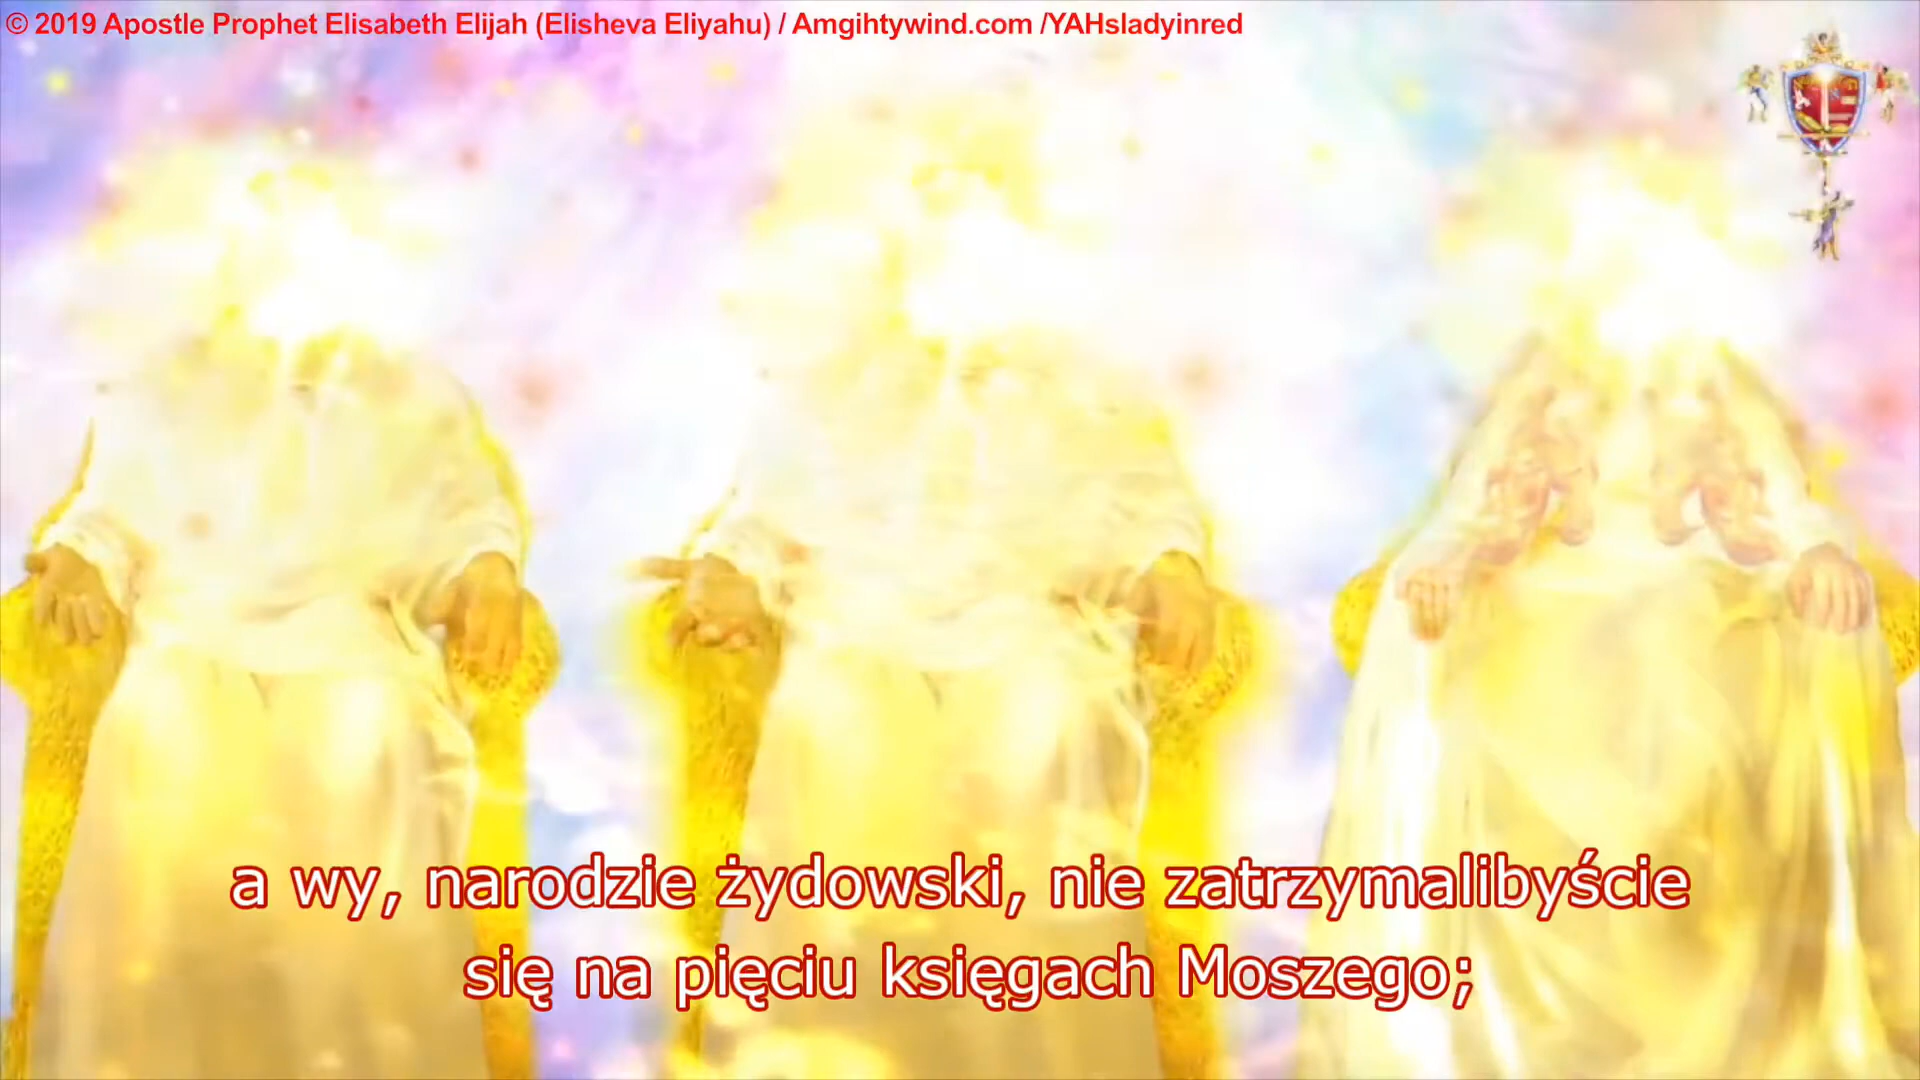 © 2019 Apostle Prophet Elisabeth Elijah (Elisheva Eliyahu) / Amgihtywind.com /YAHsladyinred
a wy, narodzie żydowski, nie zatrzymalibyście
się na pięciu księgach Moszego;